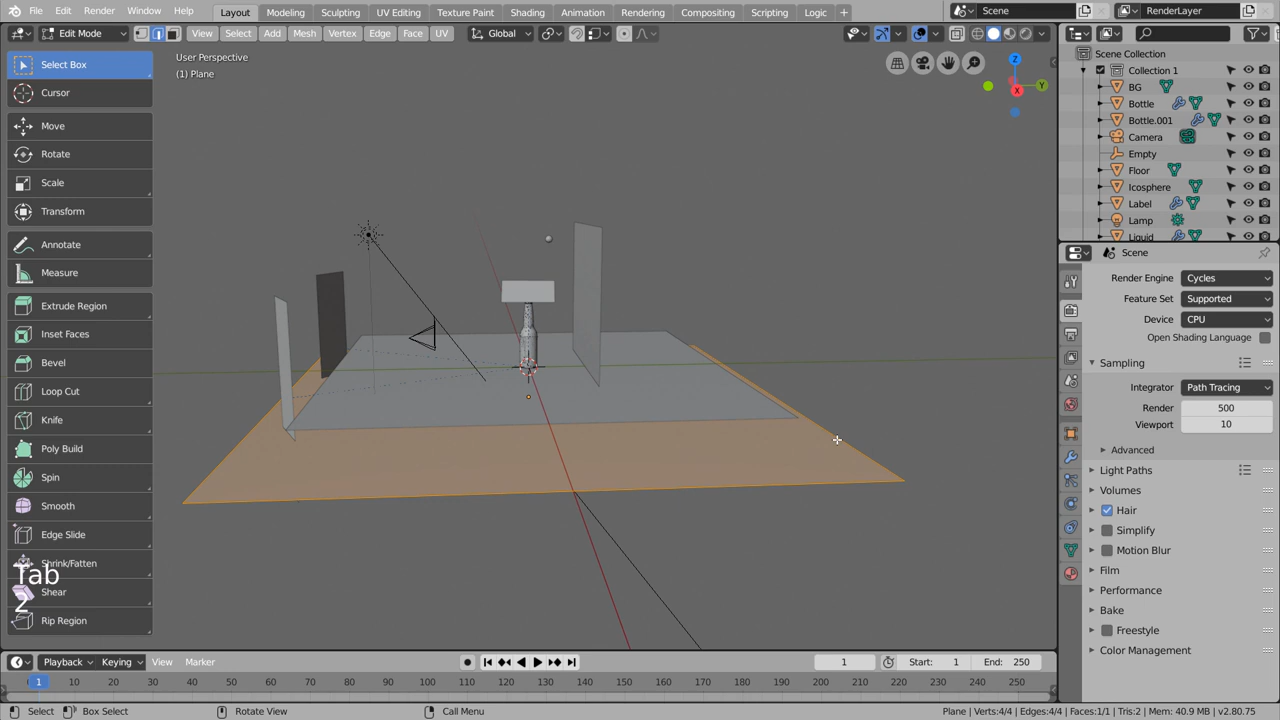 File Edit Render Window Help Layout Modeling Sculpting UV Editing Texture Paint Shading Animation Rendering Compositing Scripting Logic + Scene RenderLayer
Edit Mode View Select Add Mesh Vertex Edge Face UV Global
User Perspective
(1) Plane
Select Box
Cursor
Move
Rotate
Scale
Transform
Annotate
Measure
Extrude Region
Inset Faces
Bevel
Loop Cut
Knife
Poly Build
Spin
Smooth
Edge Slide
Shrink/Fatten
Shear
Rip Region
Tab
2
Z
Y
X
Scene Collection
Collection 1
BG
Bottle
Bottle.001
Camera
Empty
Floor
Icosphere
Label
Lamp
Liquid
Scene
Render Engine Cycles
Feature Set Supported
Device CPU
Open Shading Language
Sampling
Integrator Path Tracing
Render 500
Viewport 10
Advanced
Light Paths
Volumes
Hair
Simplify
Motion Blur
Film
Performance
Bake
Freestyle
Color Management
Playback Keying View Marker 1 Start: 1 End: 250
1 10 20 30 40 50 60 70 80 90 100 110 120 130 140 150 160 170 180 190 200 210 220 230 240 250
Select Box Select Rotate View Call Menu Plane | Verts:4/4 | Edges:4/4 | Faces:1/1 | Tris:2 | Mem: 40.9 MB | v2.80.75